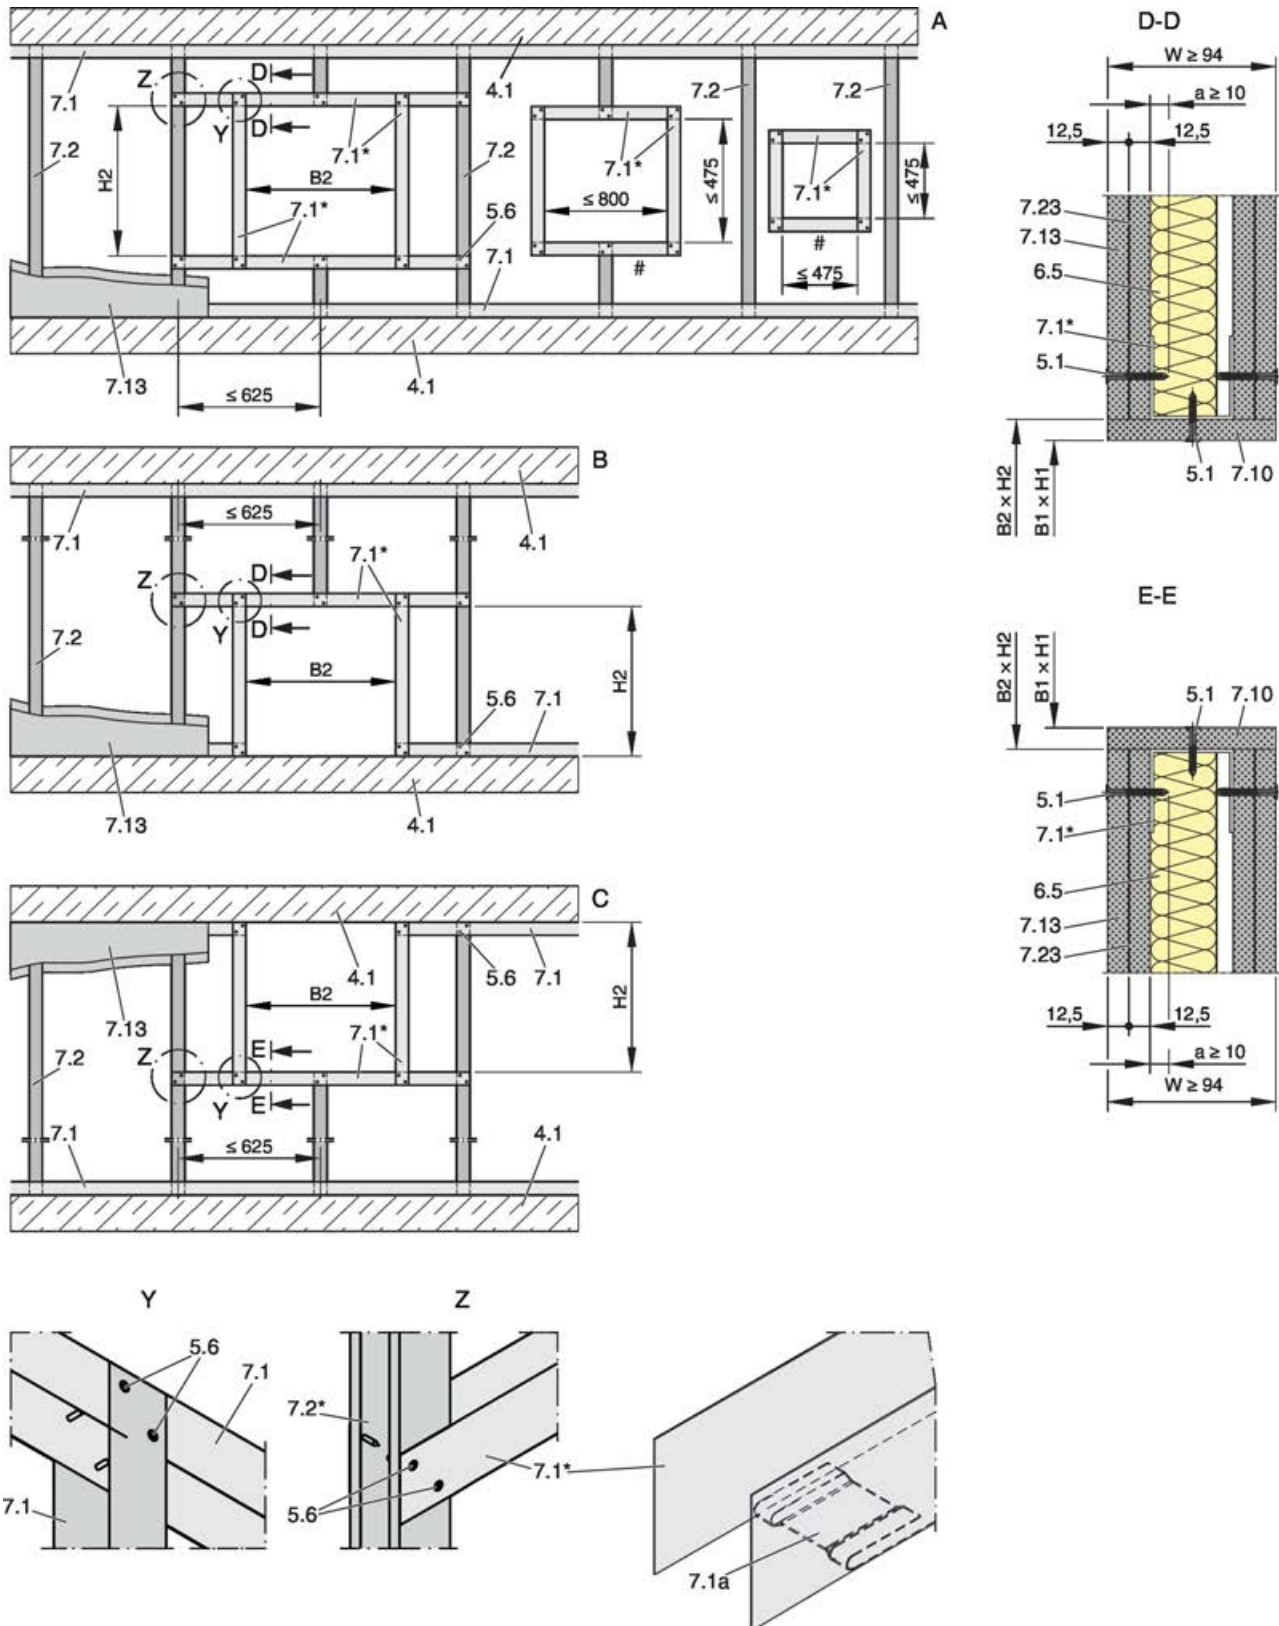 A
Z
D
4.1
7.1
Y
D
7.1*
7.2
7.2
7.1*
7.2
H2
B2
7.2
≤ 475
≤ 800
7.1*
≤ 475
7.1*
5.6
7.1
#
#
≤ 475
7.13
4.1
≤ 625
B
≤ 625
7.1
4.1
7.1*
Z
D
Y
D
7.2
B2
H2
5.6
7.1
7.13
4.1
C
4.1
5.6
7.1
H2
B2
7.13
7.1*
7.2
Z
E
Y
E
7.1
≤ 625
4.1
D-D
W ≥ 94
a ≥ 10
12,5
12,5
7.23
7.13
6.5
7.1*
5.1
5.1
7.10
B2 × H2
B1 × H1
E-E
B2 × H2
B1 × H1
5.1
7.10
5.1
7.1*
6.5
7.13
7.23
12,5
12,5
a ≥ 10
W ≥ 94
Y
5.6
7.1
7.1
Z
7.2*
5.6
7.1*
7.1a